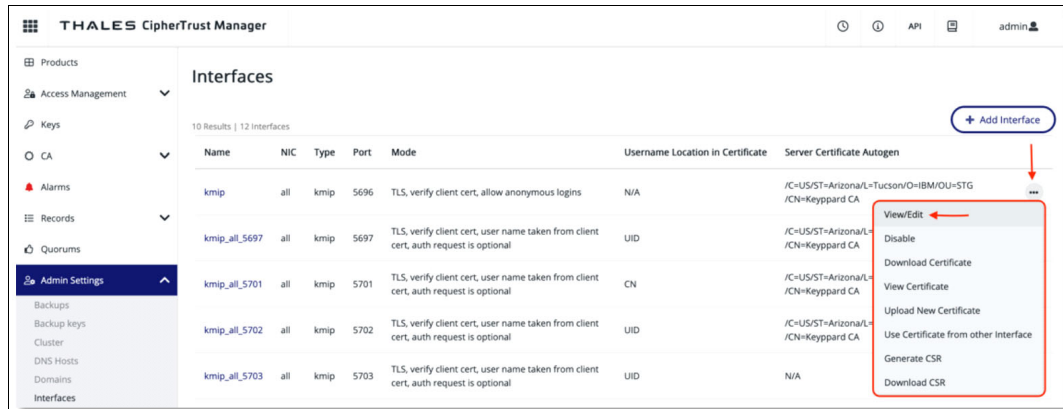 THALES CipherTrust Manager
API
admin
Products
Access Management
Keys
CA
Alarms
Records
Quorums
Admin Settings
Backups
Backup keys
Cluster
DNS Hosts
Domains
Interfaces
Interfaces
10 Results | 12 Interfaces
+ Add Interface
Name NIC Type Port Mode Username Location in Certificate Server Certificate Autogen
kmip all kmip 5696 TLS, verify client cert, allow anonymous logins N/A /C=US/ST=Arizona/L=Tucson/O=IBM/OU=STG
/CN=Keyppard CA
kmip_all_5697 all kmip 5697 TLS, verify client cert, user name taken from client UID /C=US/ST=Arizona/L=
cert, auth request is optional /CN=Keyppard CA
kmip_all_5701 all kmip 5701 TLS, verify client cert, user name taken from client CN /C=US/ST=Arizona/L=
cert, auth request is optional /CN=Keyppard CA
kmip_all_5702 all kmip 5702 TLS, verify client cert, user name taken from client UID /C=US/ST=Arizona/L=
cert, auth request is optional /CN=Keyppard CA
kmip_all_5703 all kmip 5703 TLS, verify client cert, user name taken from client UID N/A
cert, auth request is optional
View/Edit
Disable
Download Certificate
View Certificate
Upload New Certificate
Use Certificate from other Interface
Generate CSR
Download CSR